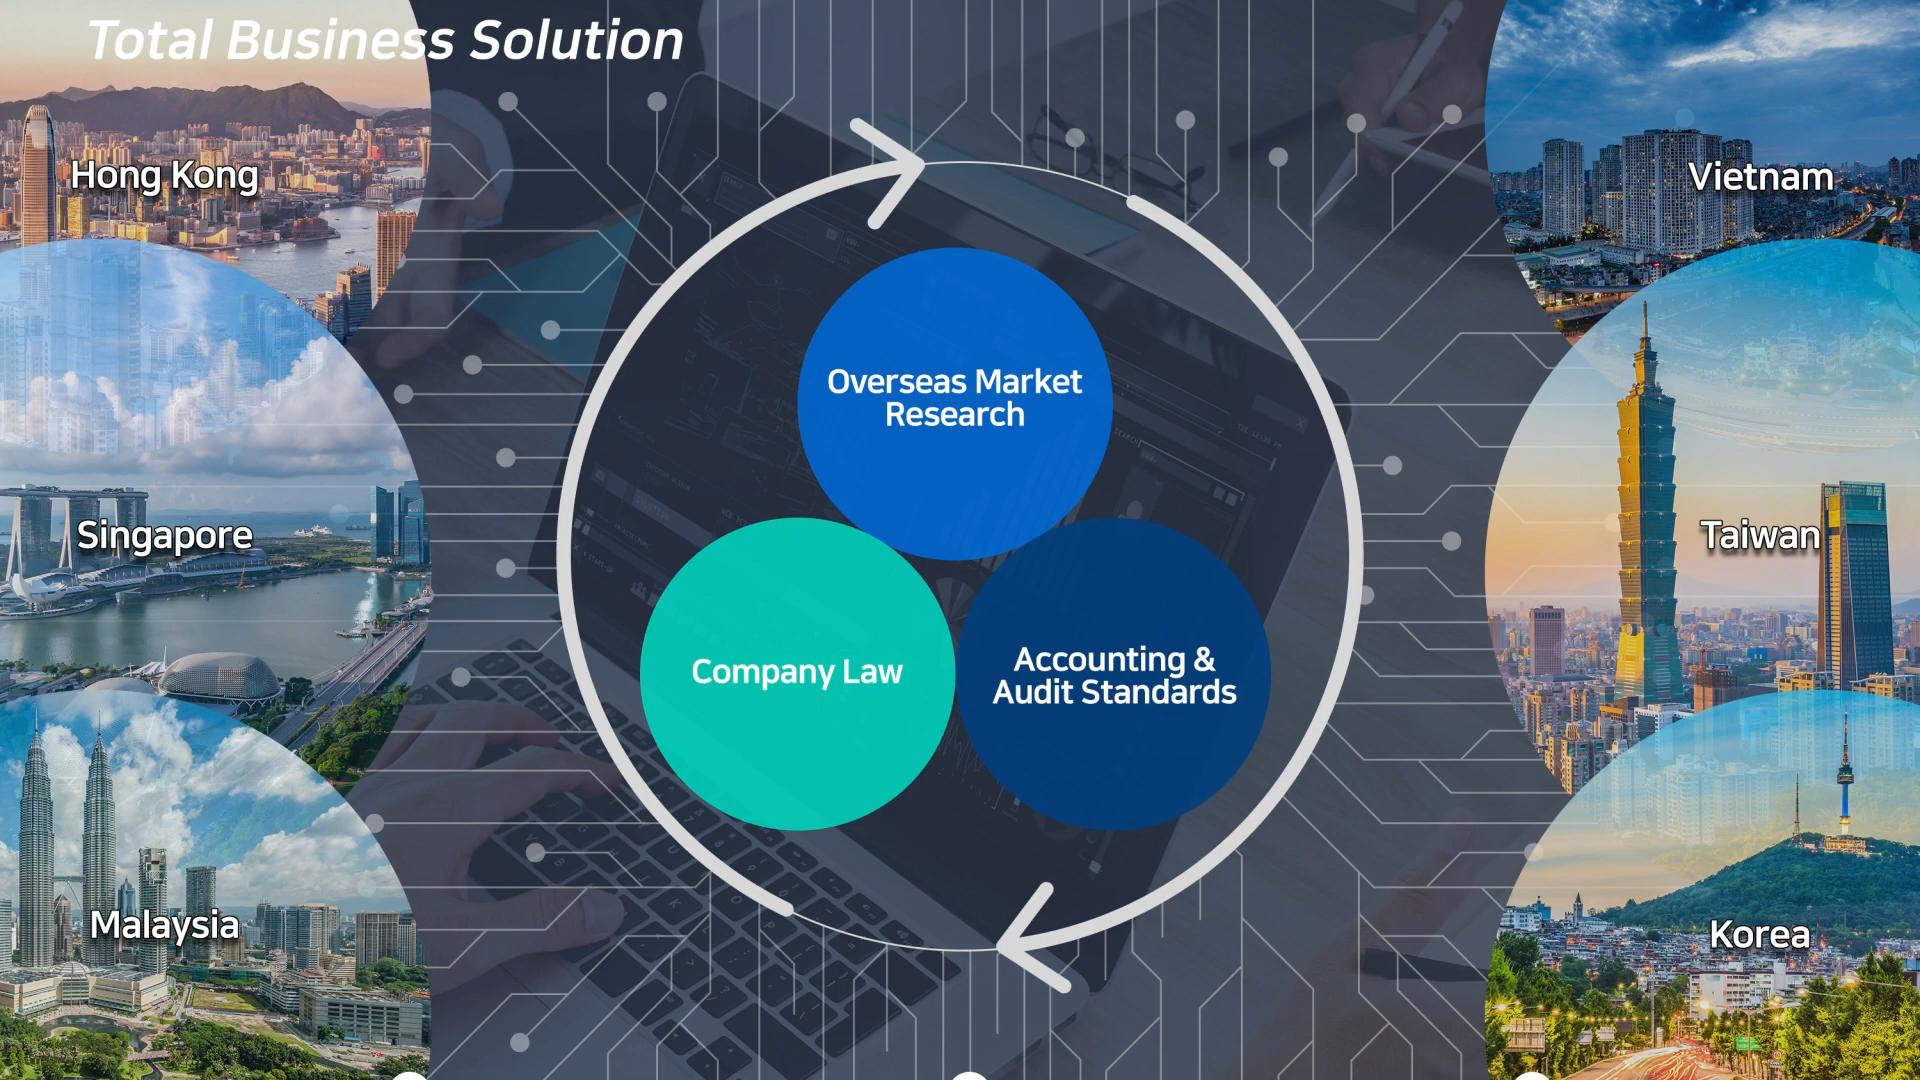 Total Business Solution
Hong Kong
Singapore
Malaysia
Overseas Market
Research
Company Law
Accounting &
Audit Standards
Vietnam
Taiwan
Korea